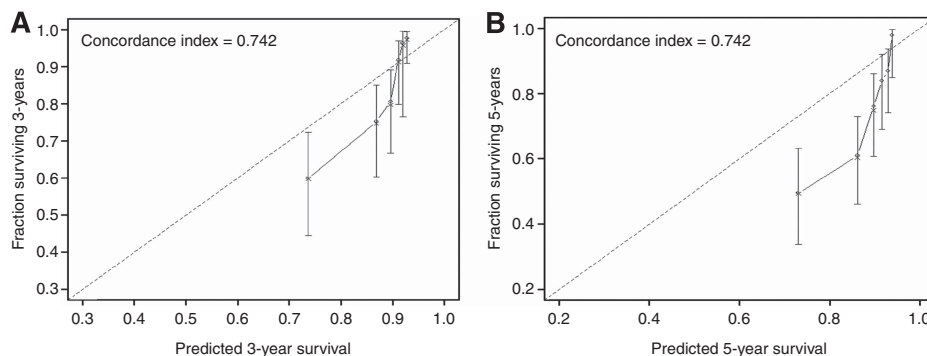 A
Concordance index = 0.742
1.0
0.9
0.8
0.7
0.6
0.5
0.4
0.3
Fraction surviving 3-years
0.3 0.4 0.5 0.6 0.7 0.8 0.9 1.0
Predicted 3-year survival
B
Concordance index = 0.742
1.0
0.8
0.6
0.4
0.2
Fraction surviving 5-years
0.2 0.4 0.6 0.8 1.0
Predicted 5-year survival